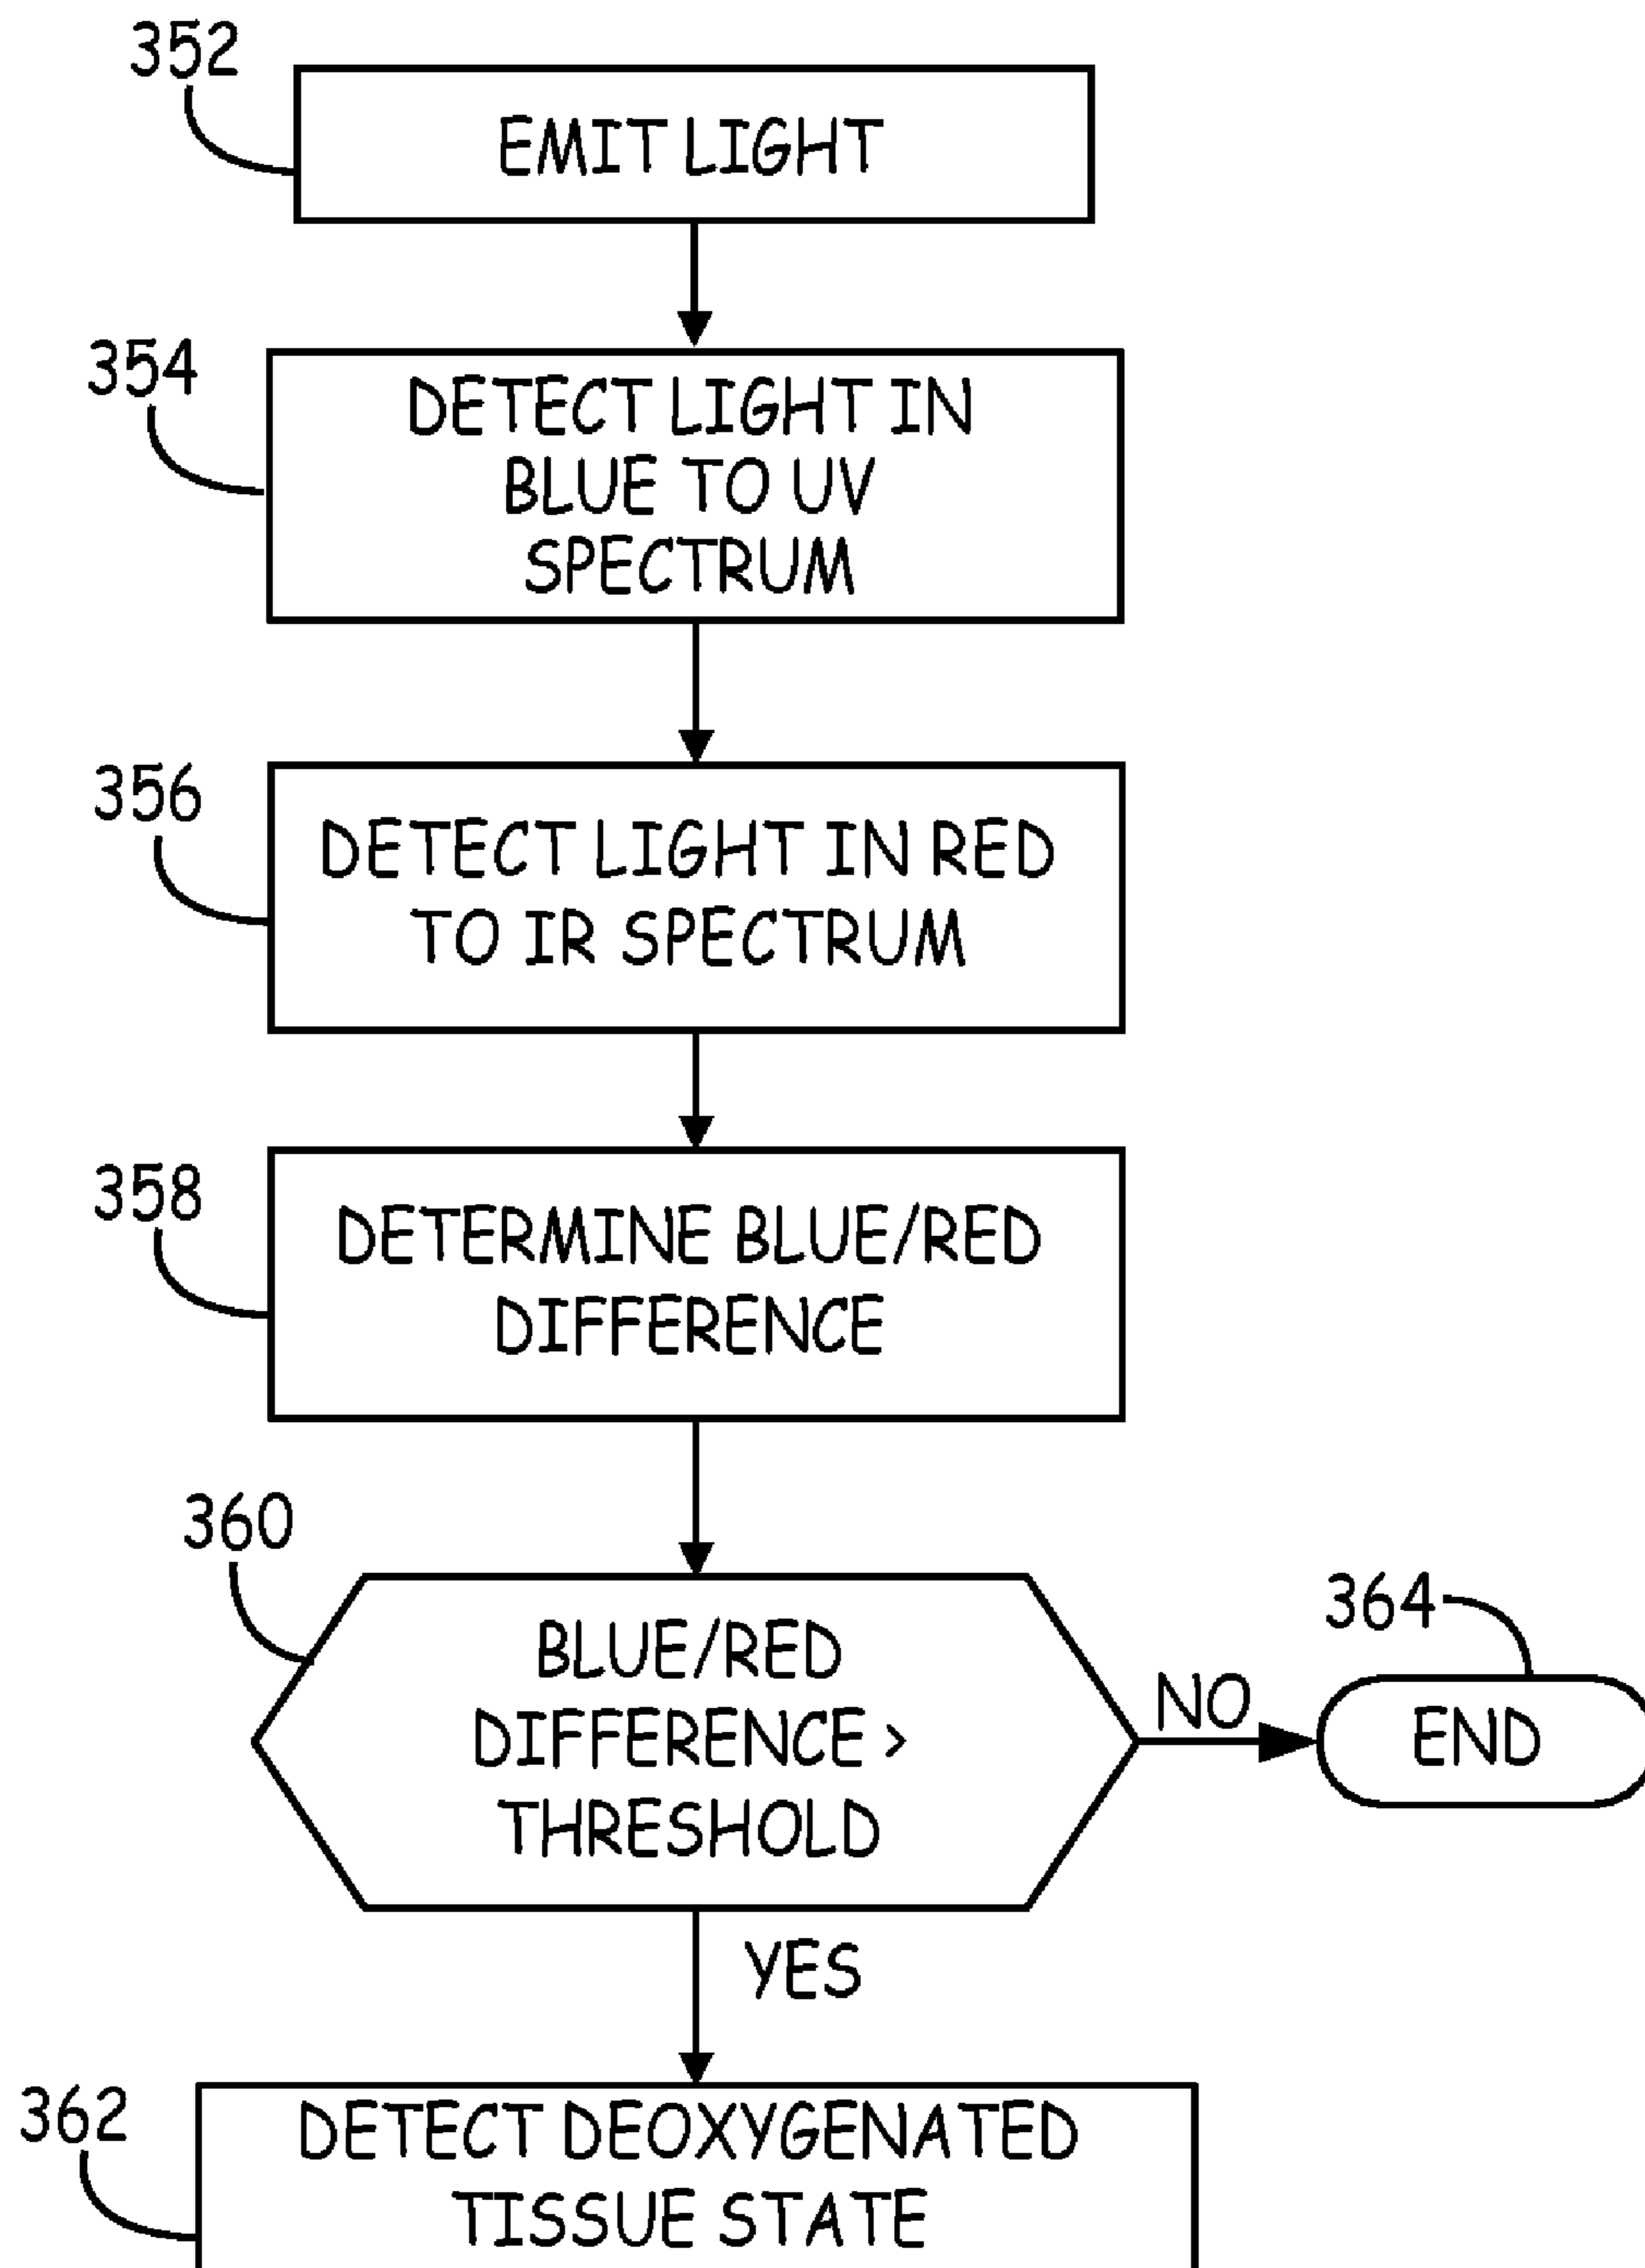 352
EMIT LIGHT
354
DETECT LIGHT IN
BLUE TO UV
SPECTRUM
356
DETECT LIGHT IN RED
TO IR SPECTRUM
358
DETERMINE BLUE/RED
DIFFERENCE
360
BLUE/RED
DIFFERENCE >
THRESHOLD
NO
364
END
YES
362
DETECT DEOXYGENATED
TISSUE STATE